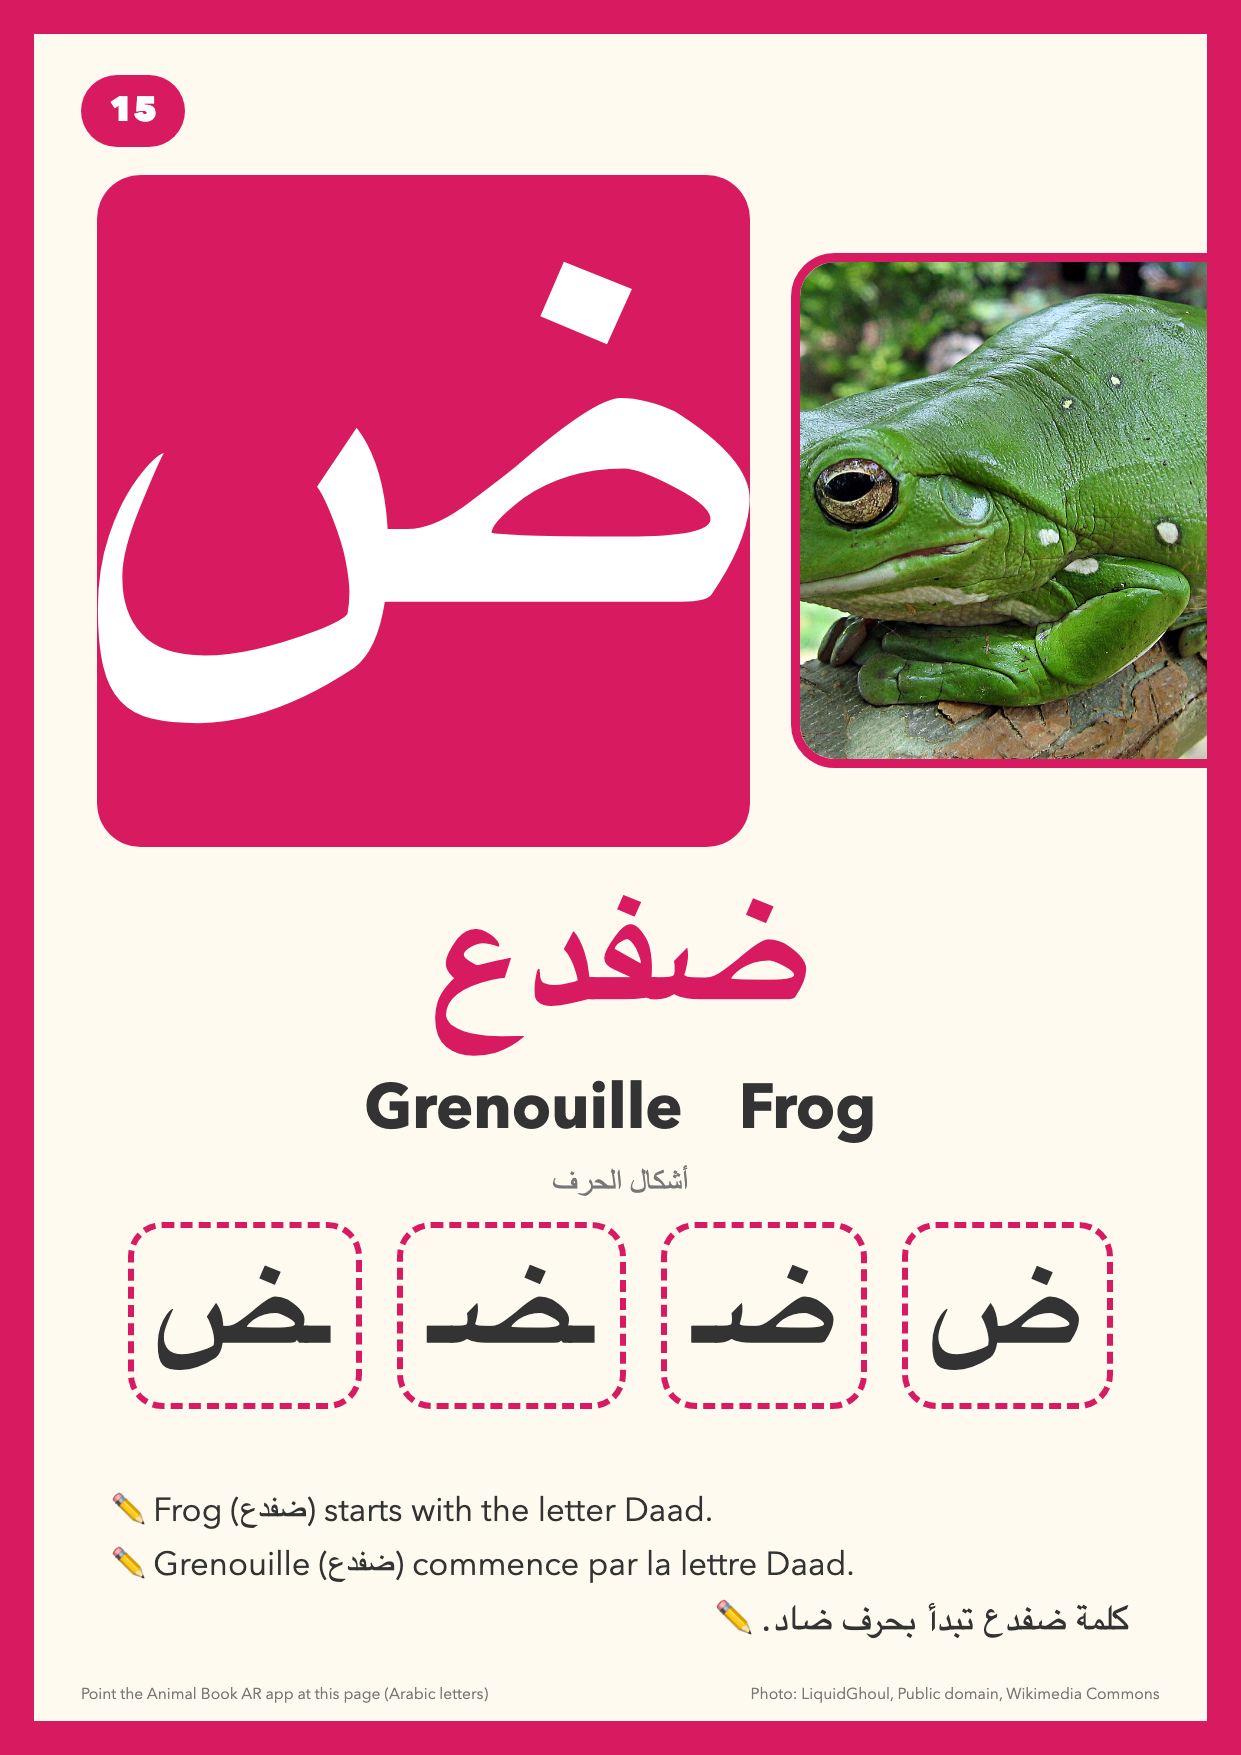 15
ض
ضفدع
Grenouille Frog
أشكال الحرف
ض ضـ ـضـ ـض
✏️ Frog (ضفدع) starts with the letter Daad.
✏️ Grenouille (ضفدع) commence par la lettre Daad.
كلمة ضفدع تبدأ بحرف ضاد. ✏️
Point the Animal Book AR app at this page (Arabic letters)
Photo: LiquidGhoul, Public domain, Wikimedia Commons